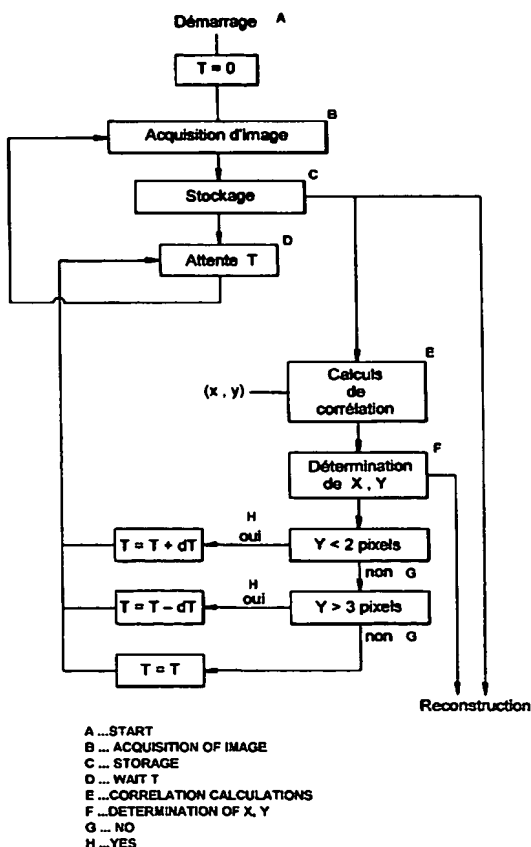 Démarrage A
T = 0
B
Acquisition d'image
C
Stockage
D
Attente T
E
Calculs
de
corrélation
(x , y)
F
Détermination
de X , Y
H
oui
T = T + dT
Y < 2 pixels
non G
H
oui
T = T - dT
Y > 3 pixels
non G
T = T
Reconstruction
A ...START
B ... ACQUISITION OF IMAGE
C ... STORAGE
D ... WAIT T
E ...CORRELATION CALCULATIONS
F ...DETERMINATION OF X, Y
G ... NO
H ...YES